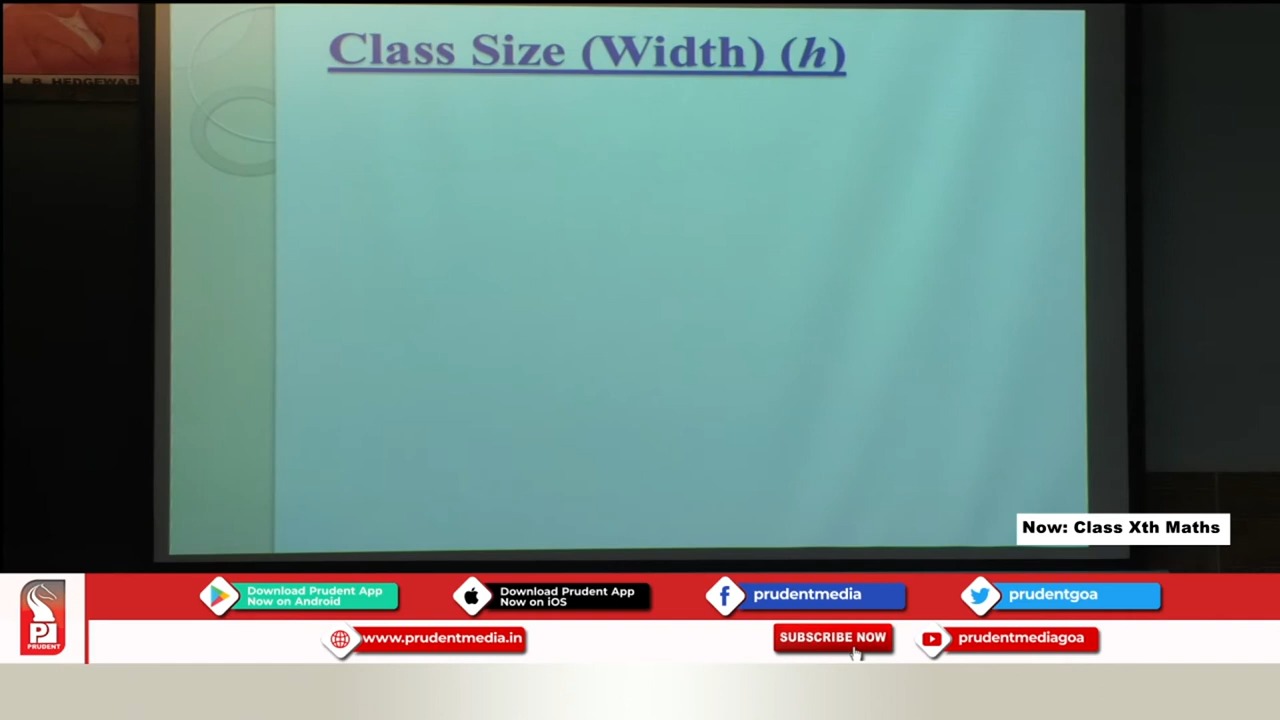 K. B. HEDGEWAR
Class Size (Width) (h)
Now: Class Xth Maths
Download Prudent App
Now on Android
Download Prudent App
Now on iOS
prudentmedia
prudentgoa
PRUDENT
www.prudentmedia.in
SUBSCRIBE NOW
prudentmediagoa